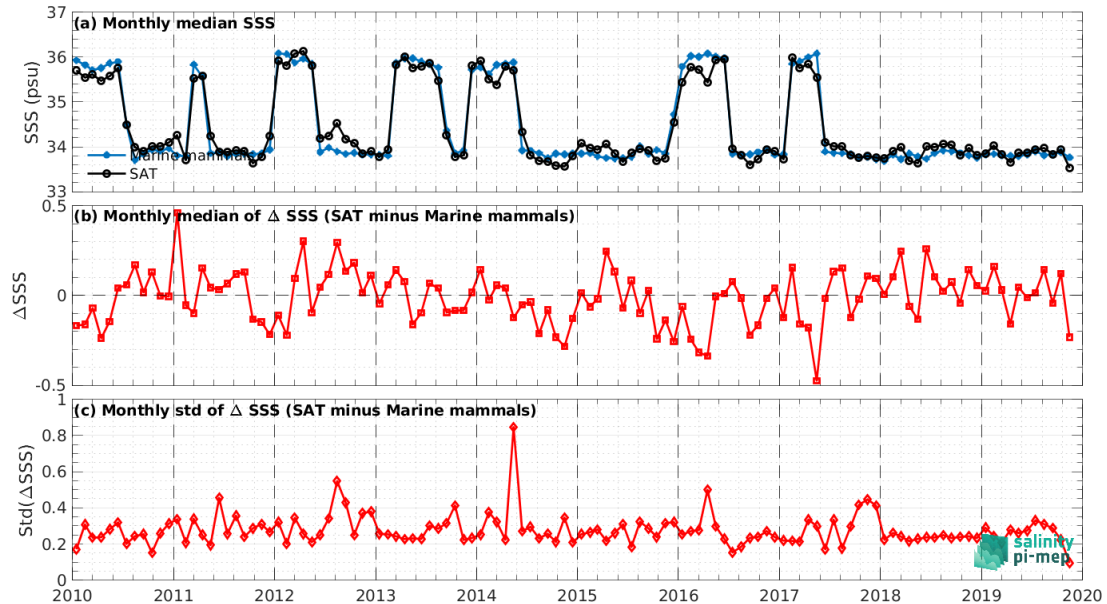 (a) Monthly median SSS
37
36
35
34
33
SSS (psu)
Marine mammals
SAT
(b) Monthly median of Δ SSS (SAT minus Marine mammals)
0.5
0
-0.5
ΔSSS
(c) Monthly std of Δ SSS (SAT minus Marine mammals)
1
0.8
0.6
0.4
0.2
0
Std(ΔSSS)
salinity
pi-mep
2010 2011 2012 2013 2014 2015 2016 2017 2018 2019 2020